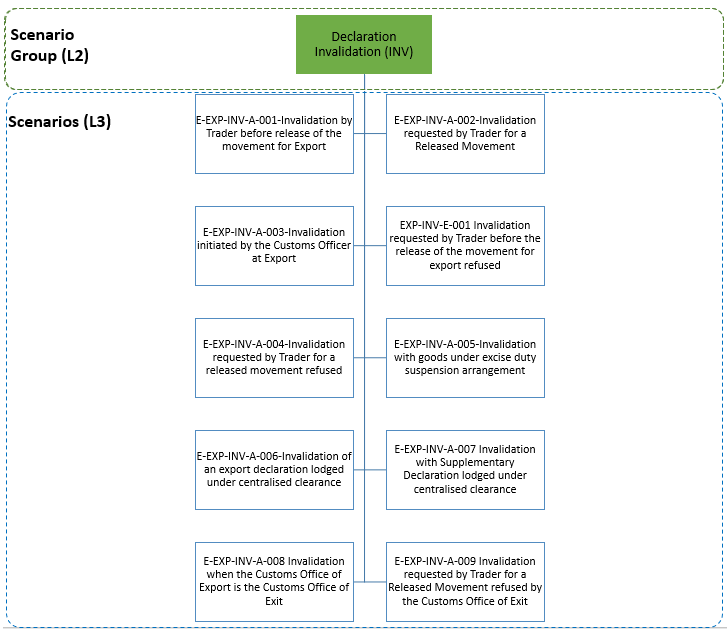 Scenario
Group (L2)
Declaration
Invalidation (INV)
Scenarios (L3)
E-EXP-INV-A-001-Invalidation by
Trader before release of the
movement for Export
E-EXP-INV-A-002-Invalidation
requested by Trader for a
Released Movement
E-EXP-INV-A-003-Invalidation
initiated by the Customs Officer
at Export
EXP-INV-E-001 Invalidation
requested by Trader before the
release of the movement for
export refused
E-EXP-INV-A-004-Invalidation
requested by Trader for a
released movement refused
E-EXP-INV-A-005-Invalidation
with goods under excise duty
suspension arrangement
E-EXP-INV-A-006-Invalidation of
an export declaration lodged
under centralised clearance
E-EXP-INV-A-007 Invalidation
with Supplementary
Declaration lodged under
centralised clearance
E-EXP-INV-A-008 Invalidation
when the Customs Office of
Export is the Customs Office of
Exit
E-EXP-INV-A-009 Invalidation
requested by Trader for a
Released Movement refused by
the Customs Office of Exit